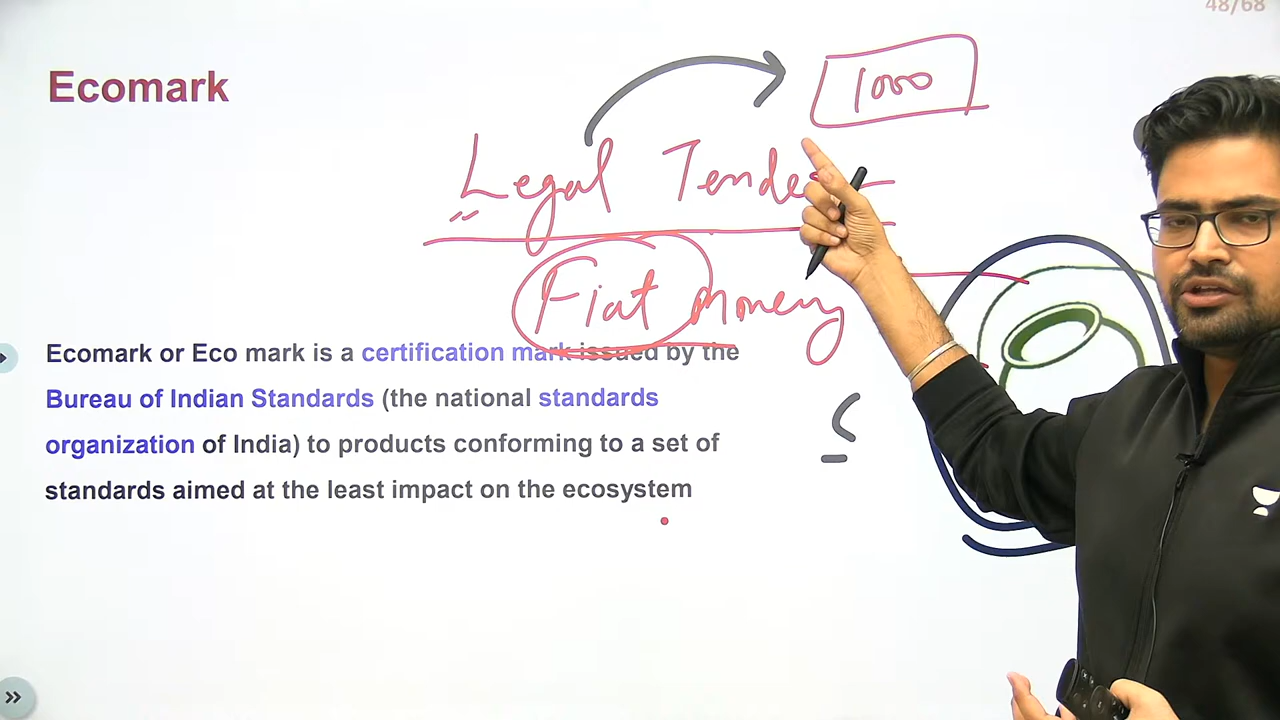 48/68
Ecomark
1000
Legal Tender
Fiat money
Ecomark or Eco mark is a certification mark issued by the
Bureau of Indian Standards (the national standards
organization of India) to products conforming to a set of
standards aimed at the least impact on the ecosystem